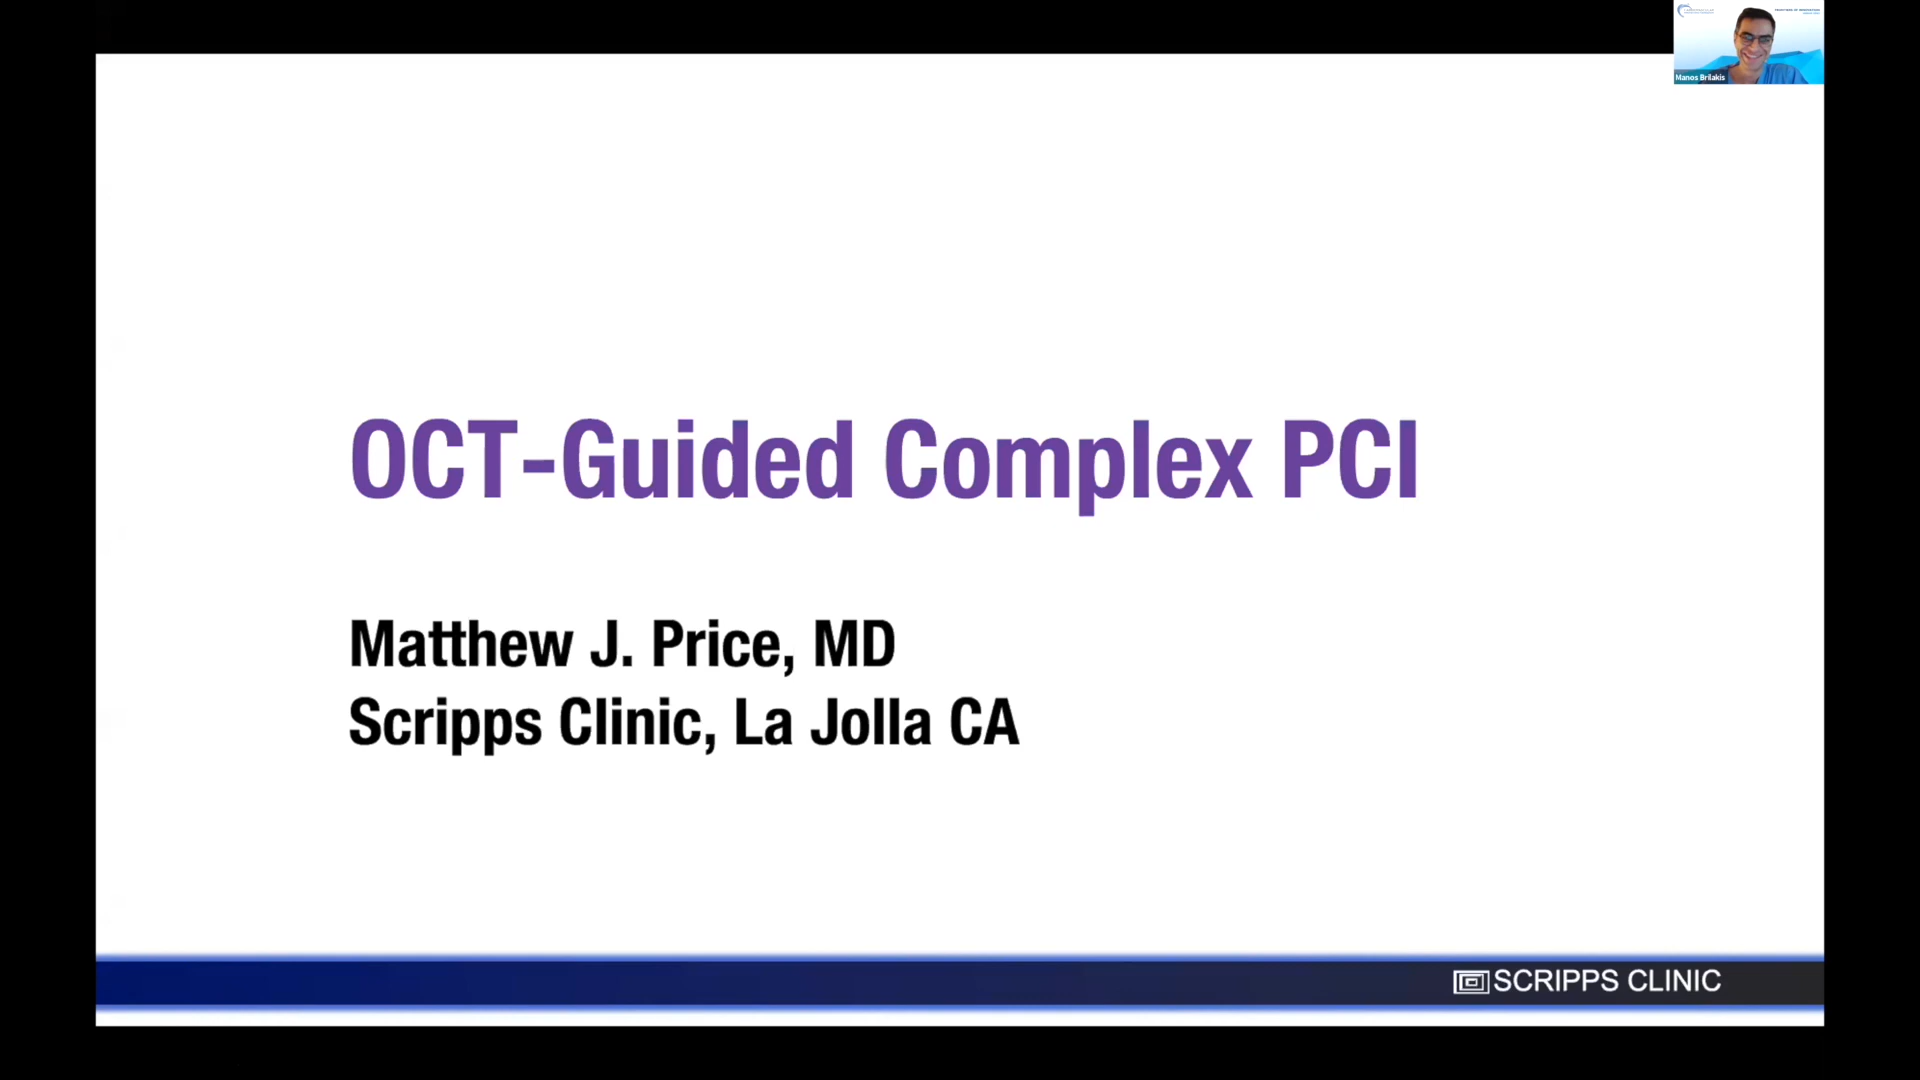 Manos Brilakis
OCT-Guided Complex PCI
Matthew J. Price, MD
Scripps Clinic, La Jolla CA
SCRIPPS CLINIC